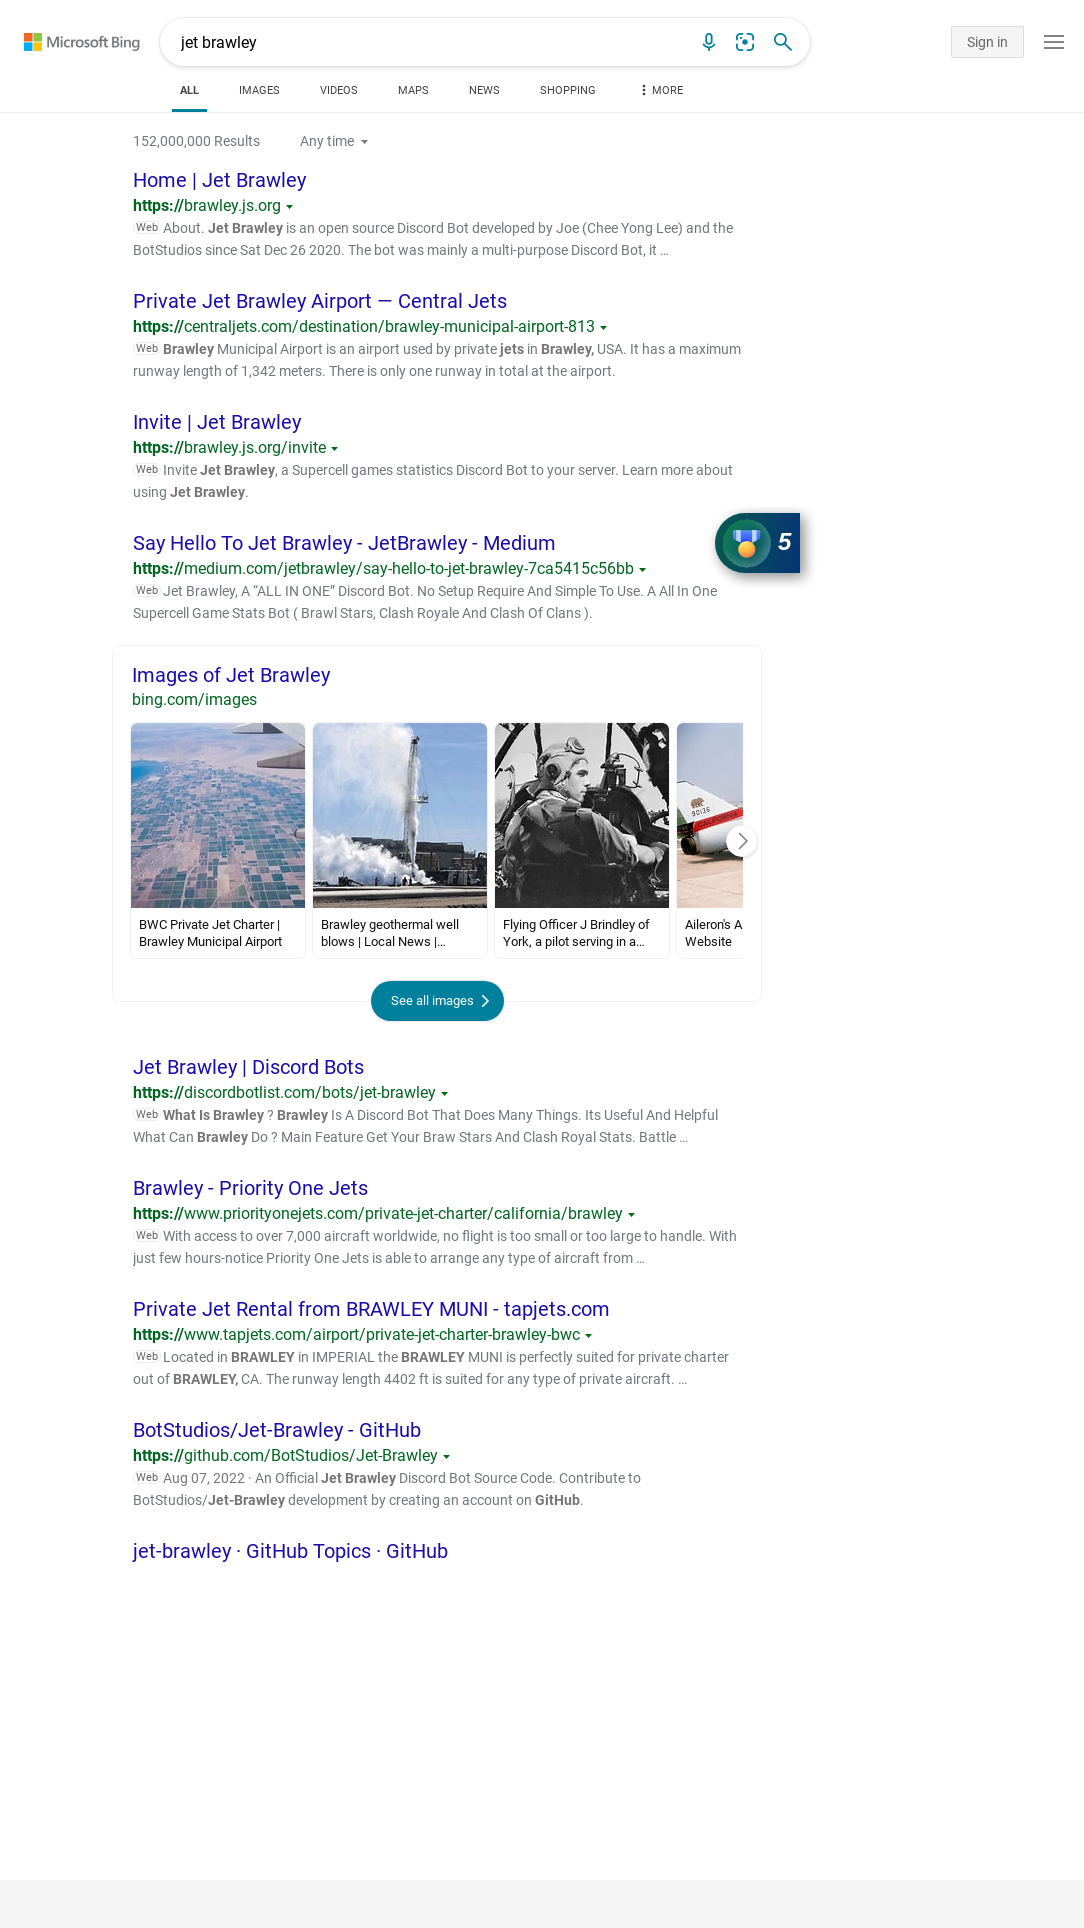 Microsoft Bing
jet brawley
Sign in
ALL IMAGES VIDEOS MAPS NEWS SHOPPING MORE
152,000,000 Results Any time
Home | Jet Brawley
https://brawley.js.org
Web About. Jet Brawley is an open source Discord Bot developed by Joe (Chee Yong Lee) and the
BotStudios since Sat Dec 26 2020. The bot was mainly a multi-purpose Discord Bot, it ...
Private Jet Brawley Airport — Central Jets
https://centraljets.com/destination/brawley-municipal-airport-813
Web Brawley Municipal Airport is an airport used by private jets in Brawley, USA. It has a maximum
runway length of 1,342 meters. There is only one runway in total at the airport.
Invite | Jet Brawley
https://brawley.js.org/invite
Web Invite Jet Brawley, a Supercell games statistics Discord Bot to your server. Learn more about
using Jet Brawley.
Say Hello To Jet Brawley - JetBrawley - Medium
https://medium.com/jetbrawley/say-hello-to-jet-brawley-7ca5415c56bb
Web Jet Brawley, A “ALL IN ONE” Discord Bot. No Setup Require And Simple To Use. A All In One
Supercell Game Stats Bot ( Brawl Stars, Clash Royale And Clash Of Clans ).
5
Images of Jet Brawley
bing.com/images
90136
CALIFORNIA
BWC Private Jet Charter |
Brawley Municipal Airport
Brawley geothermal well
blows | Local News |...
Flying Officer J Brindley of
York, a pilot serving in a...
Aileron's A
Website
See all images
Jet Brawley | Discord Bots
https://discordbotlist.com/bots/jet-brawley
Web What Is Brawley ? Brawley Is A Discord Bot That Does Many Things. Its Useful And Helpful
What Can Brawley Do ? Main Feature Get Your Braw Stars And Clash Royal Stats. Battle ...
Brawley - Priority One Jets
https://www.priorityonejets.com/private-jet-charter/california/brawley
Web With access to over 7,000 aircraft worldwide, no flight is too small or too large to handle. With
just few hours-notice Priority One Jets is able to arrange any type of aircraft from ...
Private Jet Rental from BRAWLEY MUNI - tapjets.com
https://www.tapjets.com/airport/private-jet-charter-brawley-bwc
Web Located in BRAWLEY in IMPERIAL the BRAWLEY MUNI is perfectly suited for private charter
out of BRAWLEY, CA. The runway length 4402 ft is suited for any type of private aircraft. ...
BotStudios/Jet-Brawley - GitHub
https://github.com/BotStudios/Jet-Brawley
Web Aug 07, 2022 · An Official Jet Brawley Discord Bot Source Code. Contribute to
BotStudios/Jet-Brawley development by creating an account on GitHub.
jet-brawley · GitHub Topics · GitHub